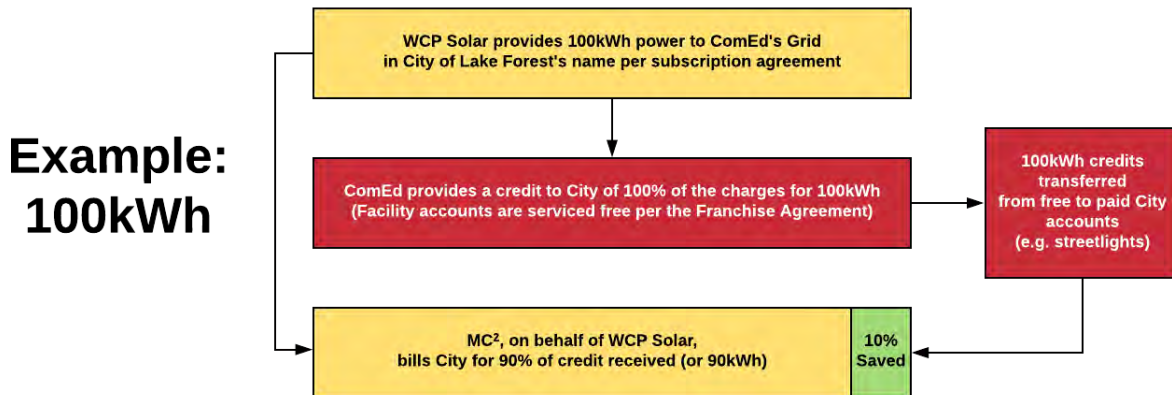 WCP Solar provides 100kWh power to ComEd's Grid
in City of Lake Forest's name per subscription agreement
Example:
100kWh
ComEd provides a credit to City of 100% of the charges for 100kWh
(Facility accounts are serviced free per the Franchise Agreement)
100kWh credits
transferred
from free to paid City
accounts
(e.g. streetlights)
MC², on behalf of WCP Solar,
bills City for 90% of credit received (or 90kWh)
10%
Saved